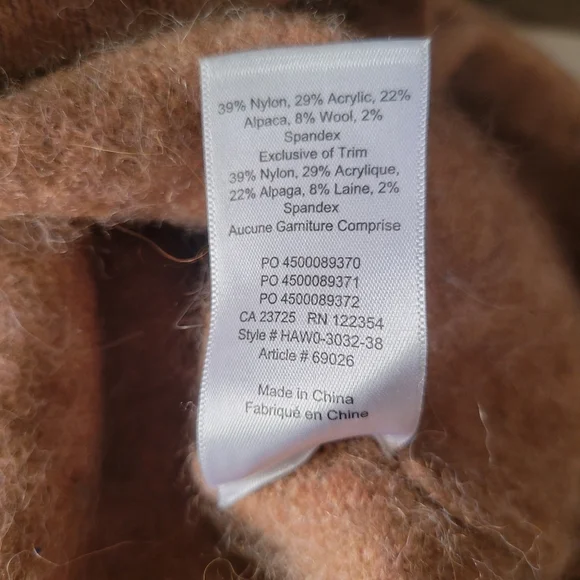 39% Nylon, 29% Acrylic, 22%
Alpaca, 8% Wool, 2%
Spandex
Exclusive of Trim
39% Nylon, 29% Acrylique,
22% Alpaga, 8% Laine, 2%
Spandex
Aucune Garniture Comprise
PO 4500089370
PO 4500089371
PO 4500089372
CA 23725 RN 122354
Style # HAW0-3032-38
Article # 69026
Made in China
Fabriqué en Chine